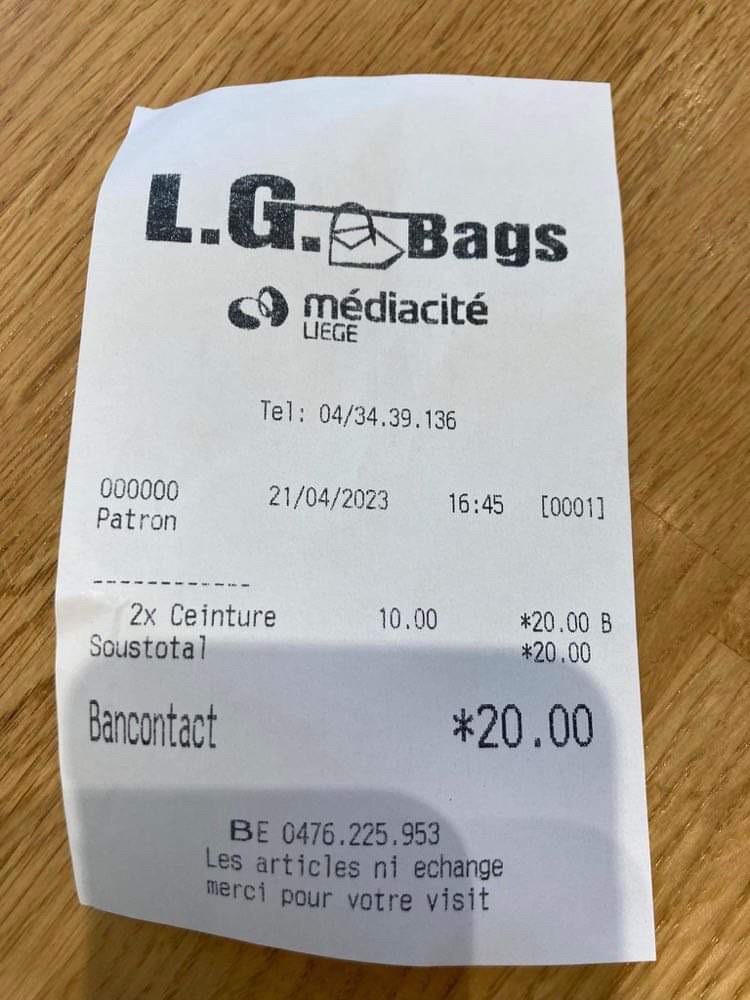 L.G. Bags
médiacité
LIEGE
Tel: 04/34.39.136
000000 21/04/2023 16:45 [0001]
Patron
------------
2x Ceinture 10.00 *20.00 B
Soustotal *20.00
Bancontact *20.00
BE 0476.225.953
Les articles ni echange
merci pour votre visit